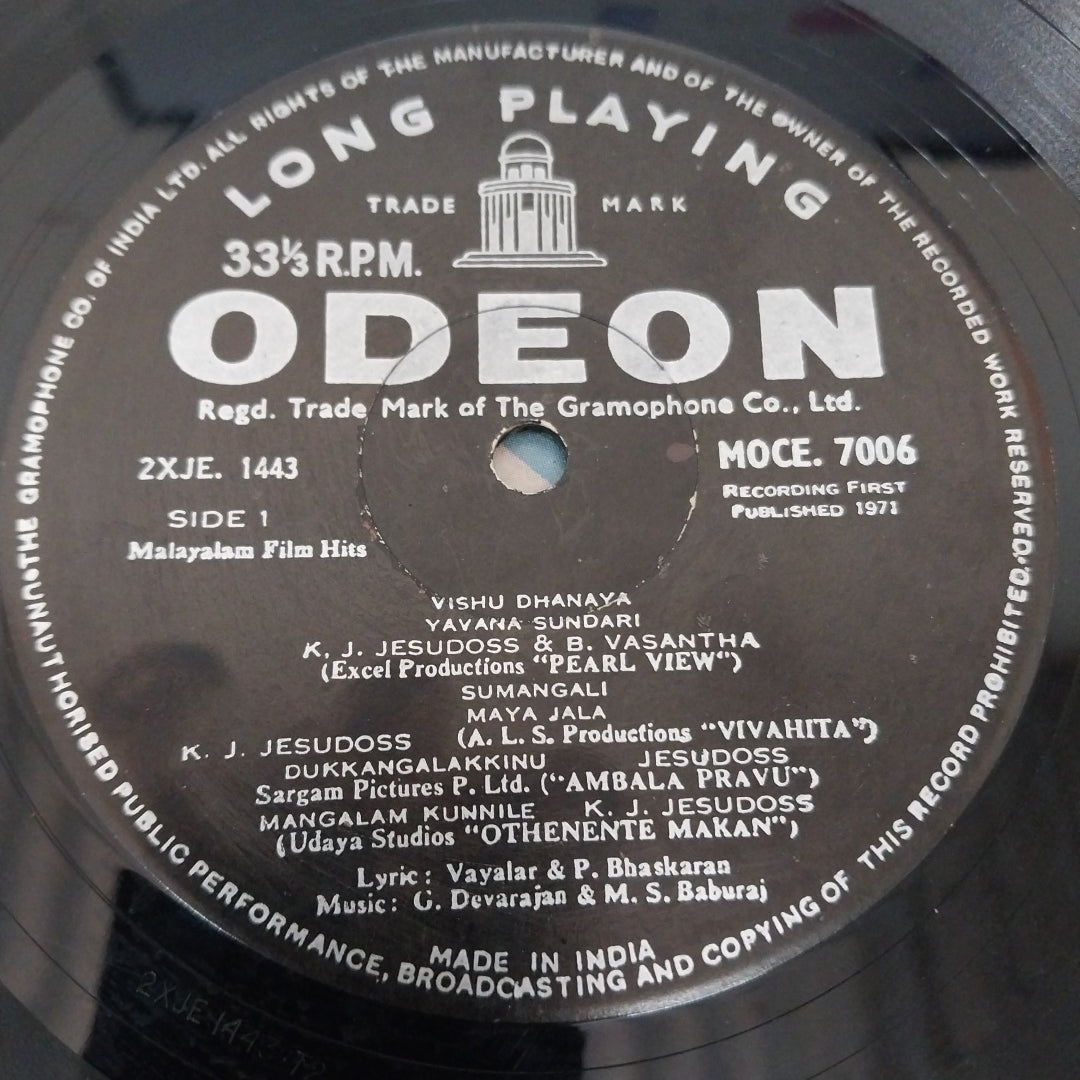 THE GRAMOPHONE CO. OF INDIA LTD. ALL RIGHTS OF THE MANUFACTURER AND OF THE OWNER OF THE RECORDED WORK RESERVED.
LONG PLAYING
TRADE MARK
33⅓ R.P.M.
ODEON
Regd. Trade Mark of The Gramophone Co., Ltd.
2XJE. 1443
MOCE. 7006
RECORDING FIRST
PUBLISHED 1971
SIDE 1
Malayalam Film Hits
VISHU DHANAYA
YAVANA SUNDARI
K. J. JESUDOSS & B. VASANTHA
(Excel Productions "PEARL VIEW")
SUMANGALI
MAYA JALA
K. J. JESUDOSS (A. L. S. Productions "VIVAHITA")
DUKKANGALAKKINU JESUDOSS
Sargam Pictures P. Ltd. ("AMBALA PRAVU")
MANGALAM KUNNILE K. J. JESUDOSS
(Udaya Studios "OTHENENTE MAKAN")
Lyric: Vayalar & P. Bhaskaran
Music: G. Devarajan & M. S. Baburaj
MADE IN INDIA
UNAUTHORISED PUBLIC PERFORMANCE, BROADCASTING AND COPYING OF THIS RECORD PROHIBITED.